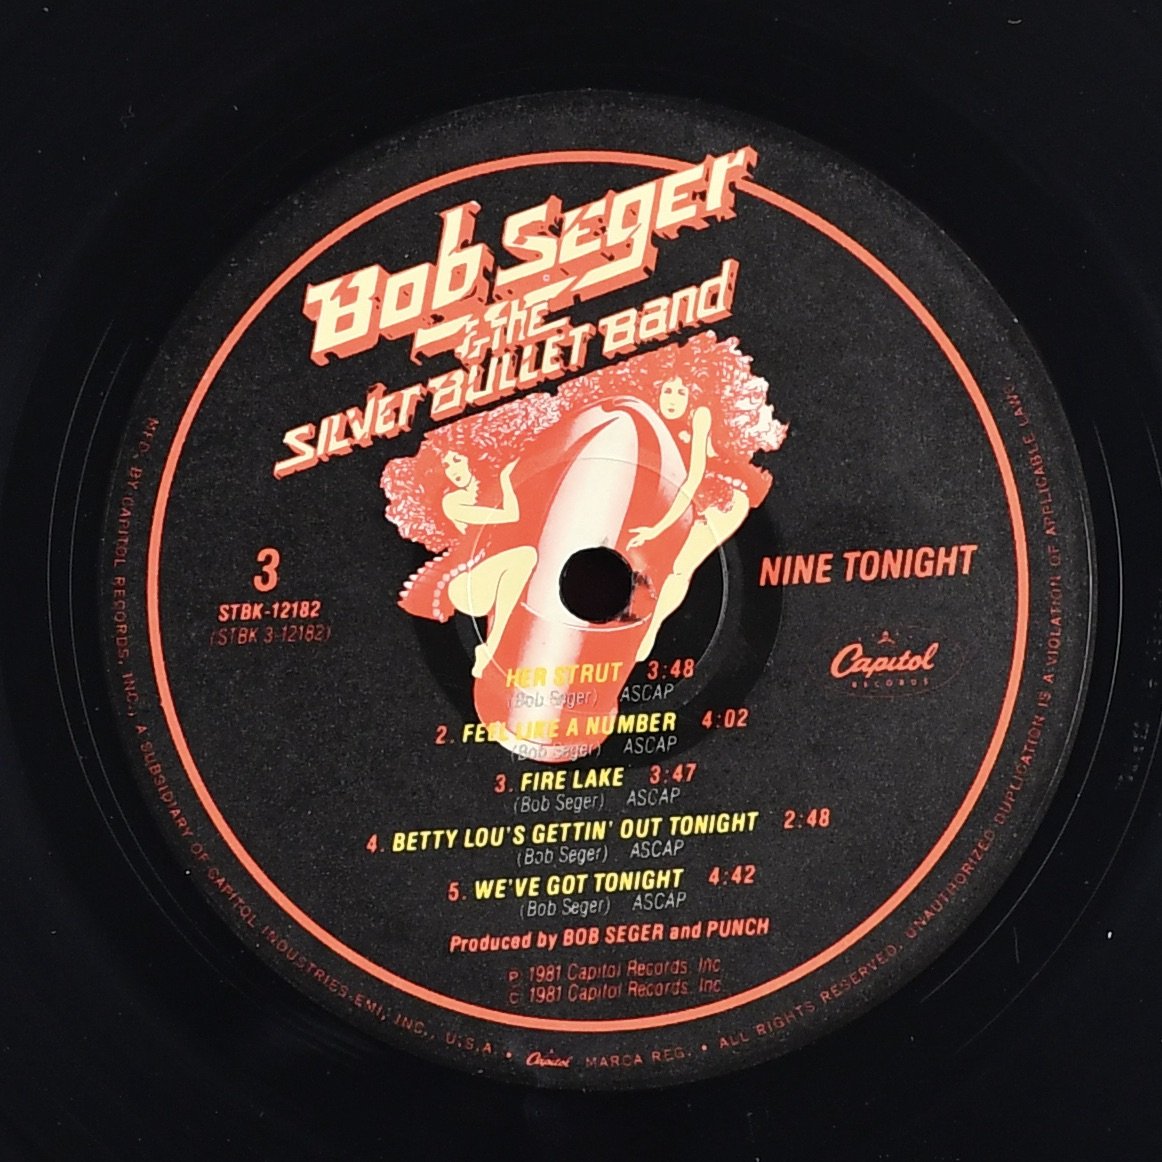 Bob Seger
& The
Silver Bullet Band
3
STBK-12182
(STBK 3-12182)
NINE TONIGHT
Capitol
RECORDS
HER STRUT 3:48
(Bob Seger) ASCAP
2. FEEL LIKE A NUMBER 4:02
(Bob Seger) ASCAP
3. FIRE LAKE 3:47
(Bob Seger) ASCAP
4. BETTY LOU'S GETTIN' OUT TONIGHT 2:48
(Bob Seger) ASCAP
5. WE'VE GOT TONIGHT 4:42
(Bob Seger) ASCAP
Produced by BOB SEGER and PUNCH
P 1981 Capitol Records, Inc.
C 1981 Capitol Records, Inc.
MFD. BY CAPITOL RECORDS, INC., A SUBSIDIARY OF CAPITOL INDUSTRIES-EMI, INC., U.S.A. • Capitol MARCA REG. • ALL RIGHTS RESERVED. UNAUTHORIZED DUPLICATION IS A VIOLATION OF APPLICABLE LAWS.